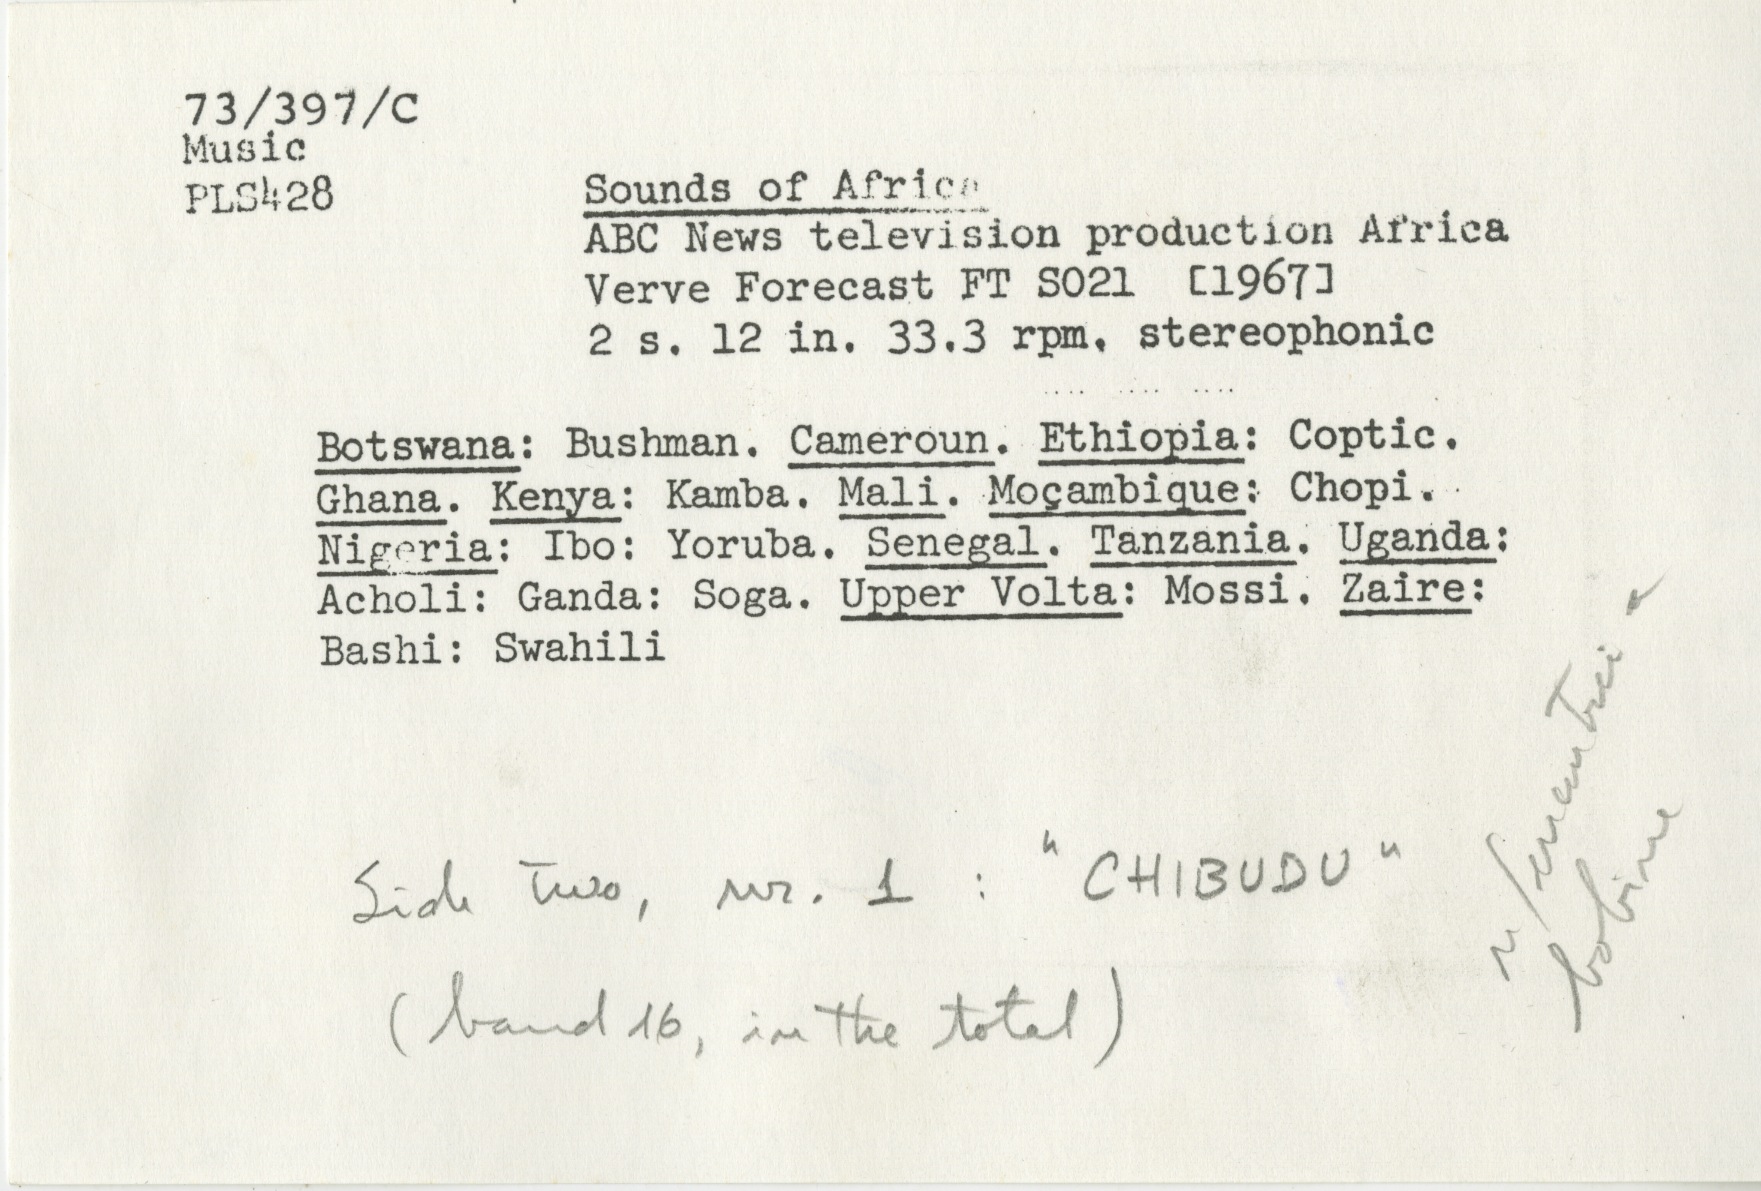 73/397/C
Music
PLS428
Sounds of Africa
ABC News television production Africa
Verve Forecast FT S021 [1967]
2 s. 12 in. 33.3 rpm. stereophonic
Botswana: Bushman. Cameroun. Ethiopia: Coptic.
Ghana. Kenya: Kamba. Mali. Moçambique: Chopi.
Nigeria: Ibo: Yoruba. Senegal. Tanzania. Uganda:
Acholi: Ganda: Soga. Upper Volta: Mossi. Zaire:
Bashi: Swahili
Side two, nr. 1 : "CHIBUDU"
(band 16, in the total)
bobine